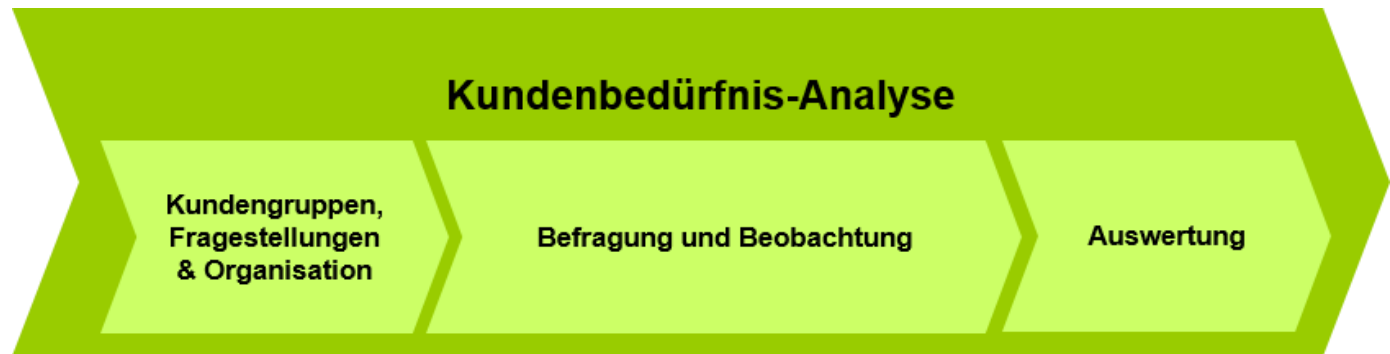 Kundenbedürfnis-Analyse
Kundengruppen,
Fragestellungen
& Organisation
Befragung und Beobachtung
Auswertung